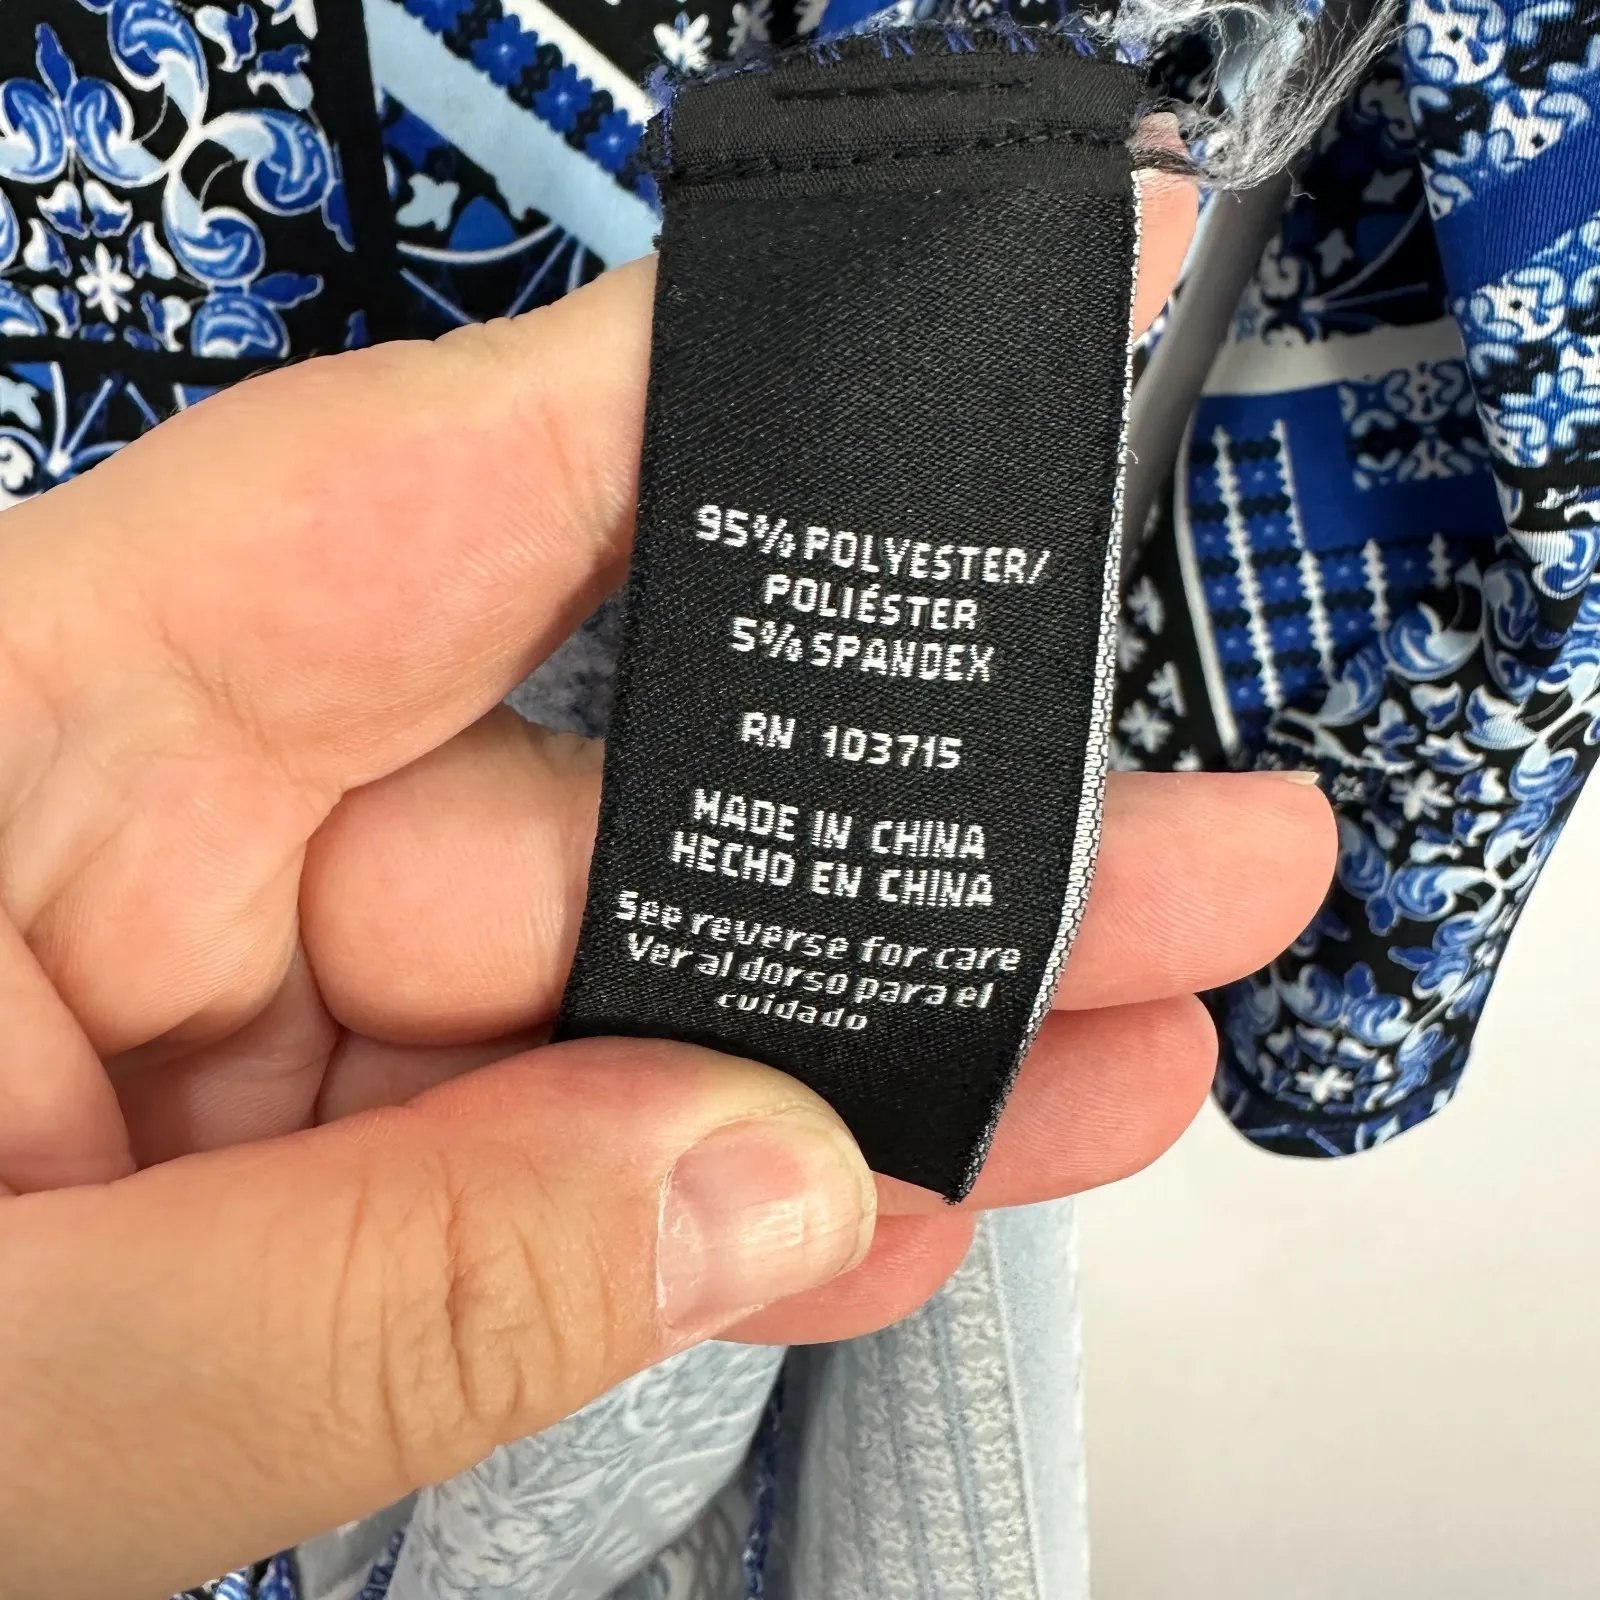 95% POLYESTER/
POLIÉSTER
5% SPANDEX
RN 103715
MADE IN CHINA
HECHO EN CHINA
See reverse for care
Ver al dorso para el
cuidado